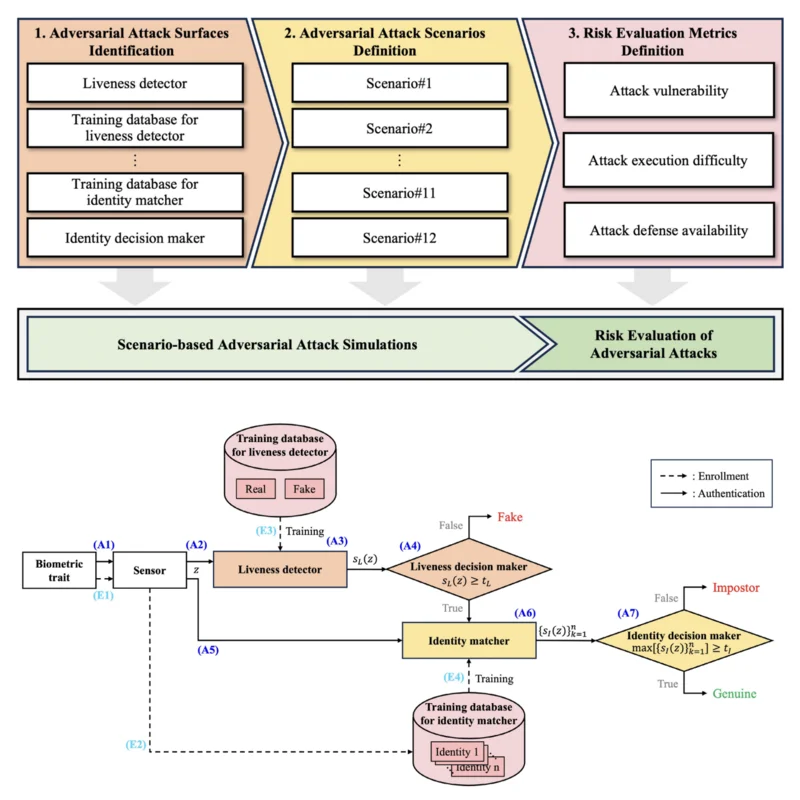 1. Adversarial Attack Surfaces
Identification
Liveness detector
Training database for
liveness detector
⋮
Training database for
identity matcher
Identity decision maker
2. Adversarial Attack Scenarios
Definition
Scenario#1
Scenario#2
⋮
Scenario#11
Scenario#12
3. Risk Evaluation Metrics
Definition
Attack vulnerability
Attack execution difficulty
Attack defense availability
Scenario-based Adversarial Attack Simulations
Risk Evaluation of
Adversarial Attacks
Training database
for liveness detector
Real
Fake
: Enrollment
: Authentication
(E3) Training
(A3)
False
Fake
(A1)
(A2)
(A4)
Biometric
trait
Sensor
z
Liveness detector
s_L(z)
Liveness decision maker
s_L(z) ≥ t_L
(E1)
True
(A6)
(A7)
False
Impostor
(A5)
Identity matcher
{s_I(z)}_{k=1}^n
Identity decision maker
max[{s_I(z)}_{k=1}^n] ≥ t_I
(E4)
Training
True
Genuine
Training database
for identity matcher
(E2)
Identity 1
Identity n